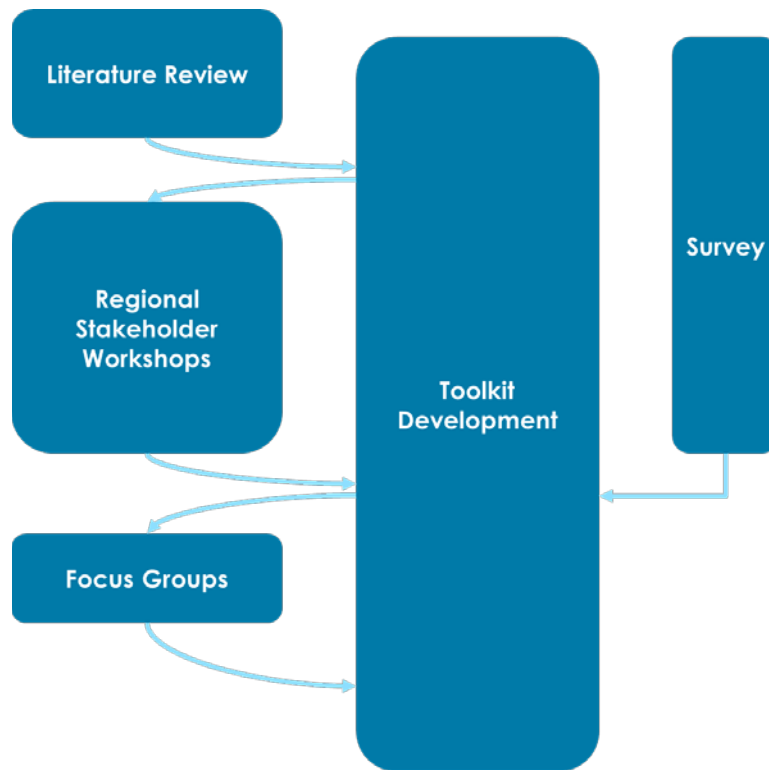 Literature Review
Regional
Stakeholder
Workshops
Focus Groups
Toolkit
Development
Survey